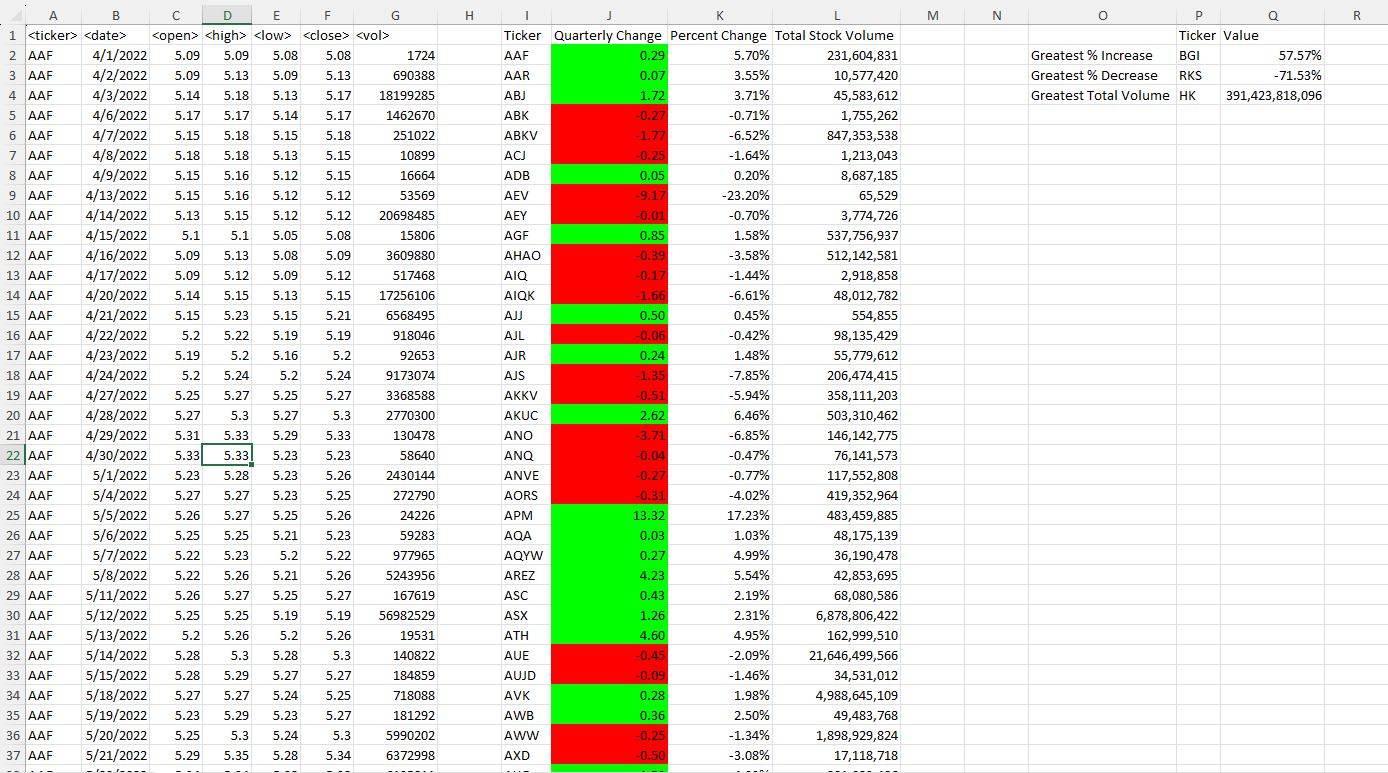 A B C D E F G H I J K L M N O P Q R
1 <ticker> <date> <open> <high> <low> <close> <vol> Ticker Quarterly Change Percent Change Total Stock Volume Ticker Value
2 AAF 4/1/2022 5.09 5.09 5.08 5.08 1724 AAF 0.29 5.70% 231,604,831 Greatest % Increase BGI 57.57%
3 AAF 4/2/2022 5.09 5.13 5.09 5.13 690388 AAR 0.07 3.55% 10,577,420 Greatest % Decrease RKS -71.53%
4 AAF 4/3/2022 5.14 5.18 5.13 5.17 18199285 ABJ 1.72 3.71% 45,583,612 Greatest Total Volume HK 391,423,818,096
5 AAF 4/6/2022 5.17 5.17 5.14 5.17 1462670 ABK -0.27 -0.71% 1,755,262
6 AAF 4/7/2022 5.15 5.18 5.15 5.18 251022 ABKV -1.77 -6.52% 847,353,538
7 AAF 4/8/2022 5.18 5.18 5.13 5.15 10899 ACJ -0.25 -1.64% 1,213,043
8 AAF 4/9/2022 5.15 5.16 5.12 5.15 16664 ADB 0.05 0.20% 8,687,185
9 AAF 4/13/2022 5.15 5.16 5.12 5.12 53569 AEV -9.17 -23.20% 65,529
10 AAF 4/14/2022 5.13 5.15 5.12 5.12 20698485 AEY -0.01 -0.70% 3,774,726
11 AAF 4/15/2022 5.1 5.1 5.05 5.08 15806 AGF 0.85 1.58% 537,756,937
12 AAF 4/16/2022 5.09 5.13 5.08 5.09 3609880 AHAO -0.39 -3.58% 512,142,581
13 AAF 4/17/2022 5.09 5.12 5.09 5.12 517468 AIQ -0.17 -1.44% 2,918,858
14 AAF 4/20/2022 5.14 5.15 5.13 5.15 17256106 AIQK -1.66 -6.61% 48,012,782
15 AAF 4/21/2022 5.15 5.23 5.15 5.21 6568495 AJJ 0.50 0.45% 554,855
16 AAF 4/22/2022 5.2 5.22 5.19 5.19 918046 AJL -0.06 -0.42% 98,135,429
17 AAF 4/23/2022 5.19 5.2 5.16 5.2 92653 AJR 0.24 1.48% 55,779,612
18 AAF 4/24/2022 5.2 5.24 5.2 5.24 9173074 AJS -1.35 -7.85% 206,474,415
19 AAF 4/27/2022 5.25 5.27 5.25 5.27 3368588 AKKV -0.51 -5.94% 358,111,203
20 AAF 4/28/2022 5.27 5.3 5.27 5.3 2770300 AKUC 2.62 6.46% 503,310,462
21 AAF 4/29/2022 5.31 5.33 5.29 5.33 130478 ANO -3.71 -6.85% 146,142,775
22 AAF 4/30/2022 5.33 5.33 5.23 5.23 58640 ANQ -0.04 -0.47% 76,141,573
23 AAF 5/1/2022 5.23 5.28 5.23 5.26 2430144 ANVE -0.27 -0.77% 117,552,808
24 AAF 5/4/2022 5.27 5.27 5.23 5.25 272790 AORS -0.31 -4.02% 419,352,964
25 AAF 5/5/2022 5.26 5.27 5.25 5.26 24226 APM 13.32 17.23% 483,459,885
26 AAF 5/6/2022 5.25 5.25 5.21 5.23 59283 AQA 0.03 1.03% 48,175,139
27 AAF 5/7/2022 5.22 5.23 5.2 5.22 977965 AQYW 0.27 4.99% 36,190,478
28 AAF 5/8/2022 5.22 5.26 5.21 5.26 5243956 AREZ 4.23 5.54% 42,853,695
29 AAF 5/11/2022 5.26 5.27 5.25 5.27 167619 ASC 0.43 2.19% 68,080,586
30 AAF 5/12/2022 5.25 5.25 5.19 5.19 56982529 ASX 1.26 2.31% 6,878,806,422
31 AAF 5/13/2022 5.2 5.26 5.2 5.26 19531 ATH 4.60 4.95% 162,999,510
32 AAF 5/14/2022 5.28 5.3 5.28 5.3 140822 AUE -0.45 -2.09% 21,646,499,566
33 AAF 5/15/2022 5.28 5.29 5.27 5.27 184859 AUJD -0.09 -1.46% 34,531,012
34 AAF 5/18/2022 5.27 5.27 5.24 5.25 718088 AVK 0.28 1.98% 4,988,645,109
35 AAF 5/19/2022 5.23 5.29 5.23 5.27 181292 AWB 0.36 2.50% 49,483,768
36 AAF 5/20/2022 5.25 5.3 5.24 5.3 5990202 AWW -0.25 -1.34% 1,898,929,824
37 AAF 5/21/2022 5.29 5.35 5.28 5.34 6372998 AXD -0.50 -3.08% 17,118,718